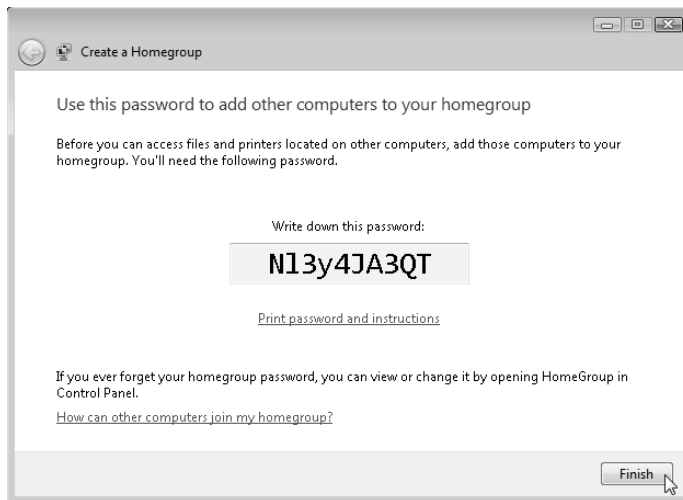 Create a Homegroup
Use this password to add other computers to your homegroup
Before you can access files and printers located on other computers, add those computers to your
homegroup. You'll need the following password.
Write down this password:
Nl3y4JA3QT
Print password and instructions
If you ever forget your homegroup password, you can view or change it by opening HomeGroup in
Control Panel.
How can other computers join my homegroup?
Finish